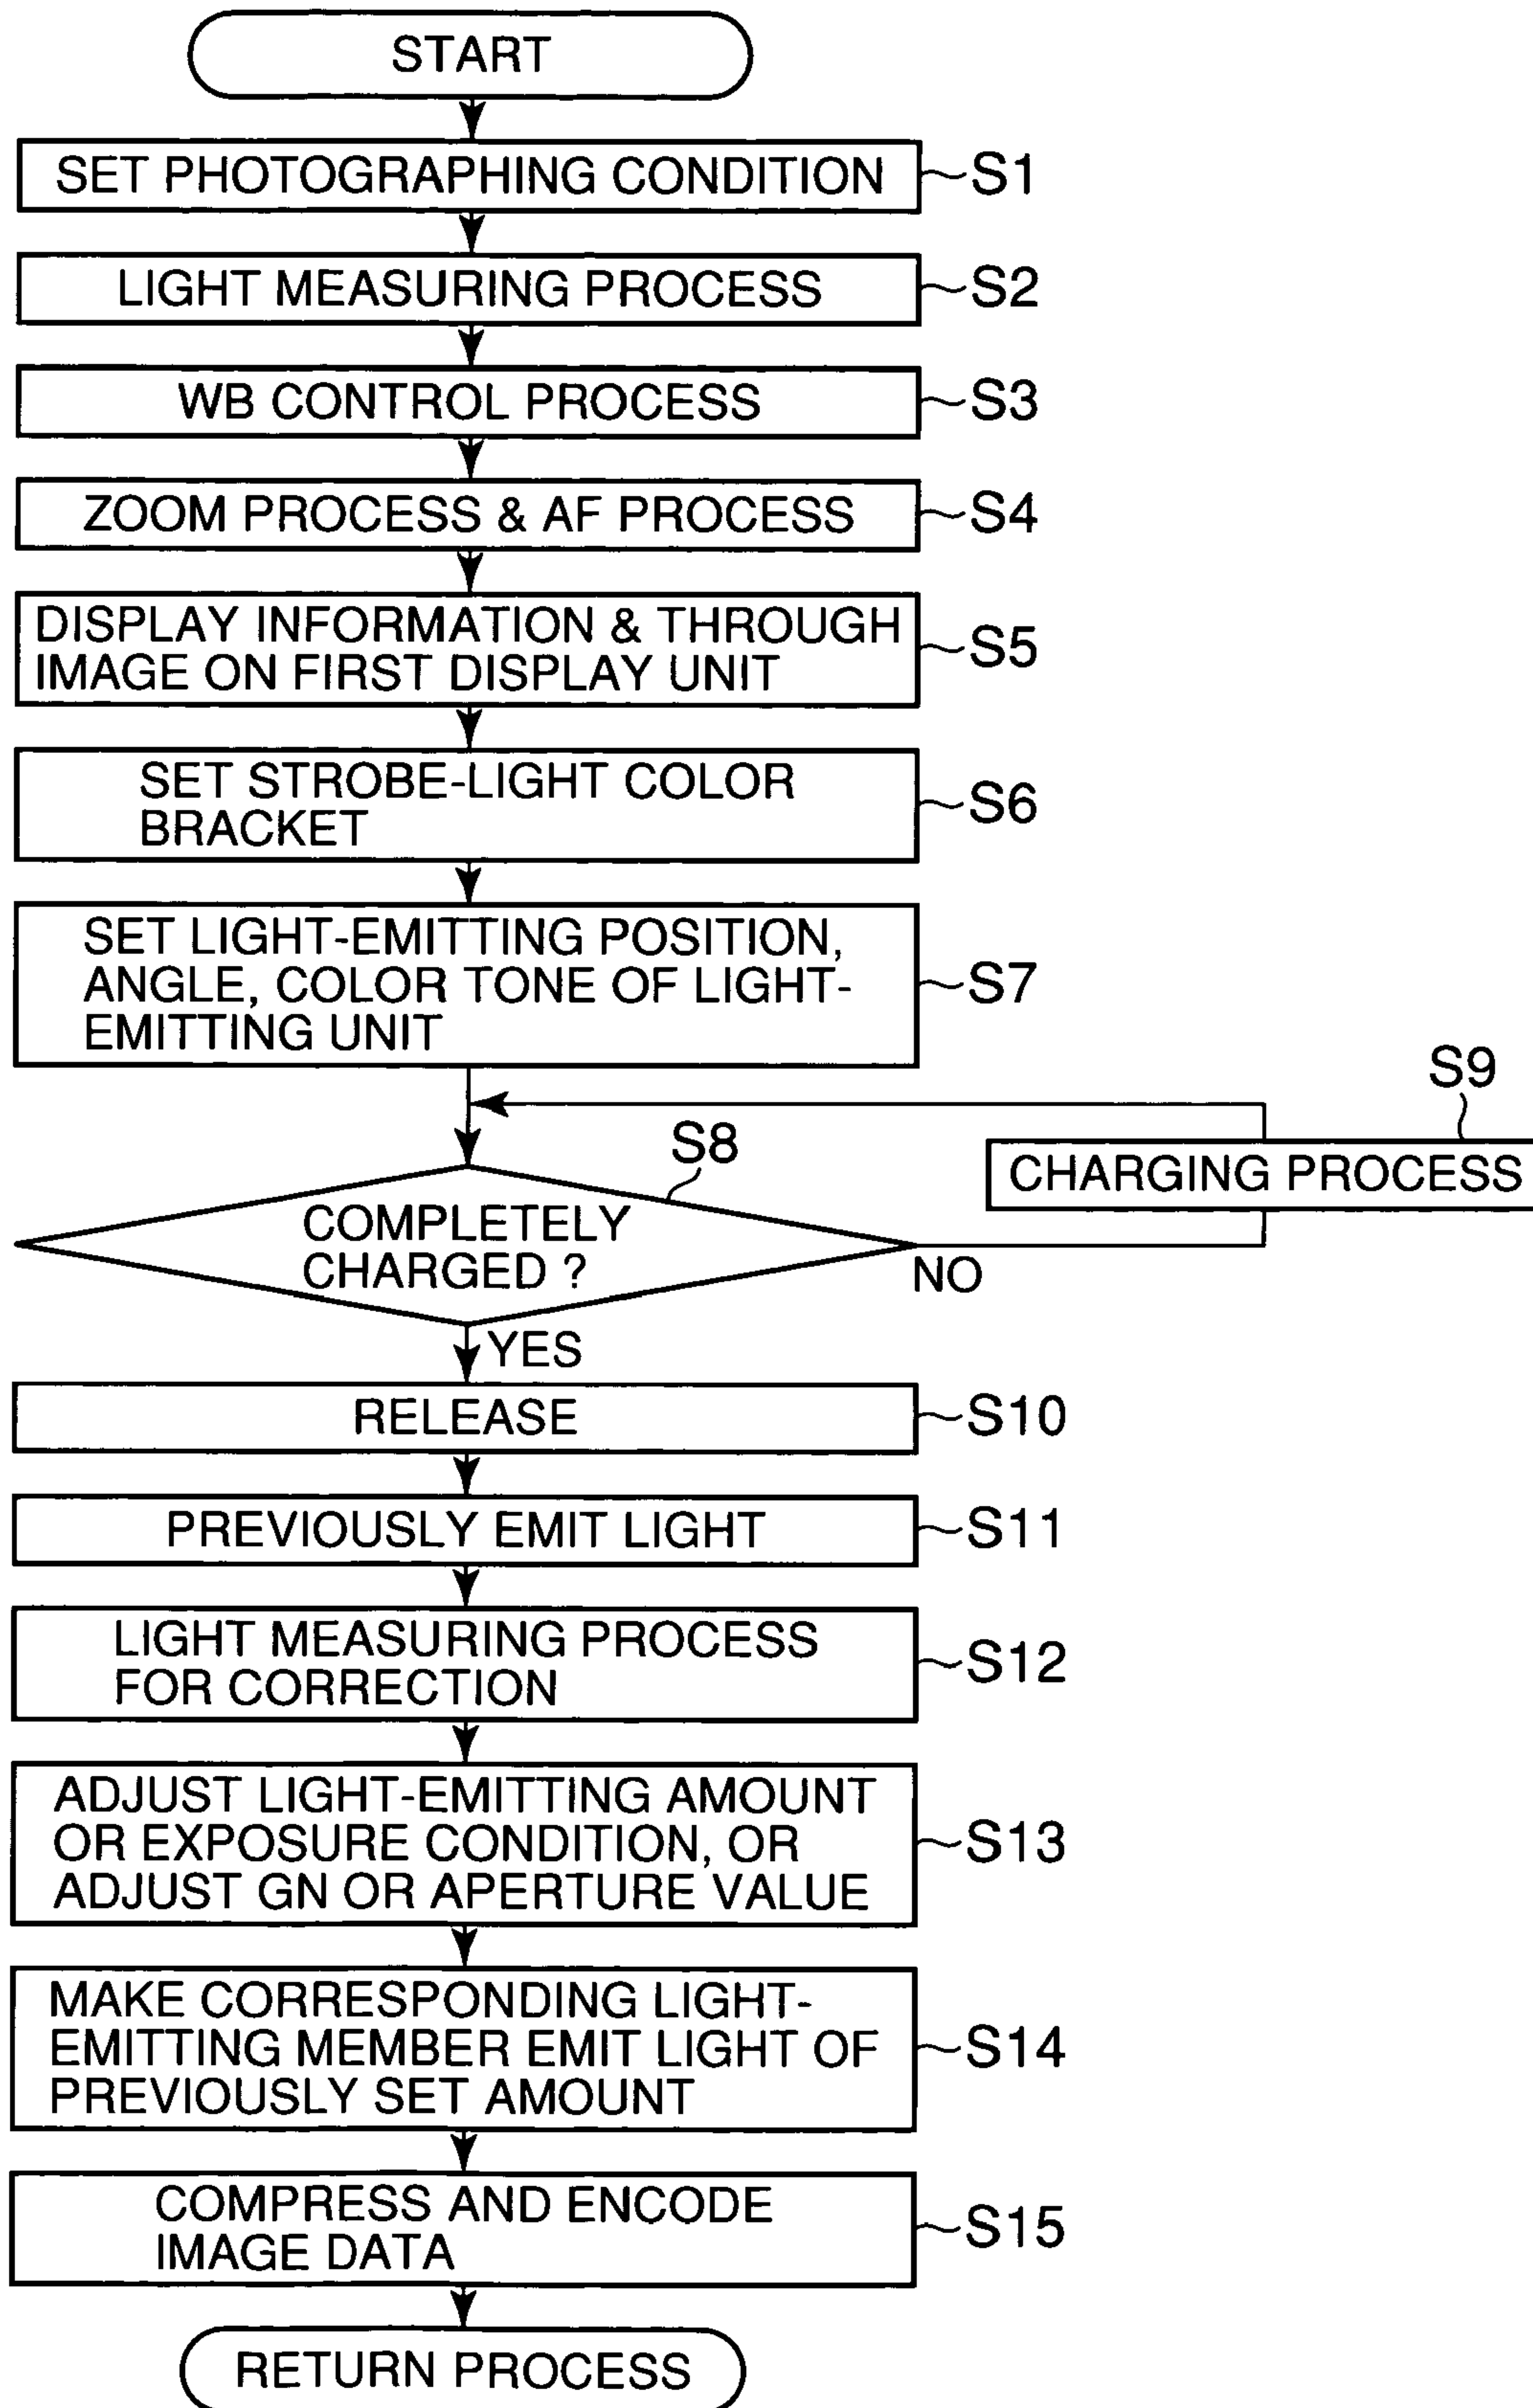 START
SET PHOTOGRAPHING CONDITION
S1
LIGHT MEASURING PROCESS
S2
WB CONTROL PROCESS
S3
ZOOM PROCESS & AF PROCESS
S4
DISPLAY INFORMATION & THROUGH
IMAGE ON FIRST DISPLAY UNIT
S5
SET STROBE-LIGHT COLOR
BRACKET
S6
SET LIGHT-EMITTING POSITION,
ANGLE, COLOR TONE OF LIGHT-
EMITTING UNIT
S7
S9
CHARGING PROCESS
S8
COMPLETELY
CHARGED ?
NO
YES
RELEASE
S10
PREVIOUSLY EMIT LIGHT
S11
LIGHT MEASURING PROCESS
FOR CORRECTION
S12
ADJUST LIGHT-EMITTING AMOUNT
OR EXPOSURE CONDITION, OR
ADJUST GN OR APERTURE VALUE
S13
MAKE CORRESPONDING LIGHT-
EMITTING MEMBER EMIT LIGHT OF
PREVIOUSLY SET AMOUNT
S14
COMPRESS AND ENCODE
IMAGE DATA
S15
RETURN PROCESS